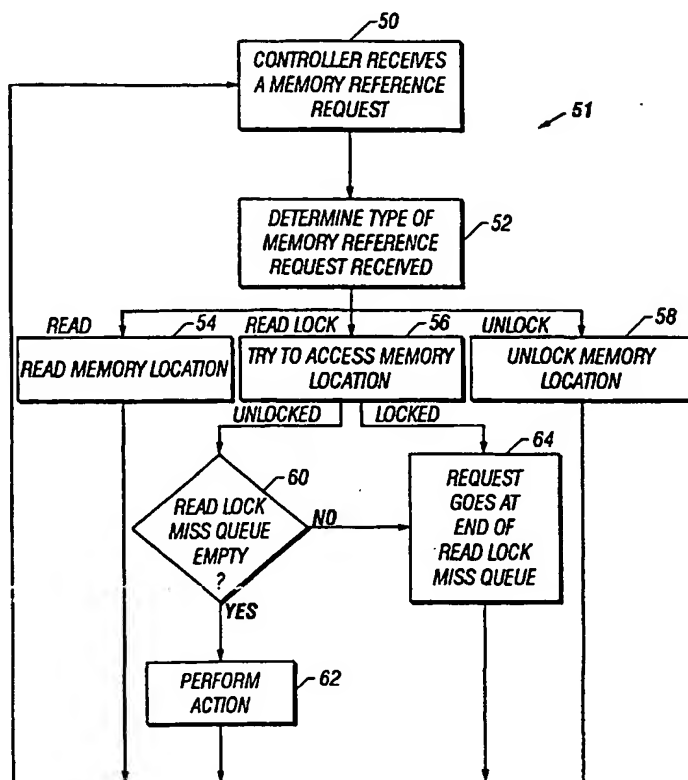 50
CONTROLLER RECEIVES
A MEMORY REFERENCE
REQUEST
51
DETERMINE TYPE OF
MEMORY REFERENCE
REQUEST RECEIVED
52
READ
54
READ MEMORY LOCATION
READ LOCK
56
TRY TO ACCESS MEMORY
LOCATION
UNLOCK
58
UNLOCK MEMORY
LOCATION
UNLOCKED
LOCKED
60
READ LOCK
MISS QUEUE
EMPTY
?
NO
YES
64
REQUEST
GOES AT
END OF
READ LOCK
MISS QUEUE
PERFORM
ACTION
62